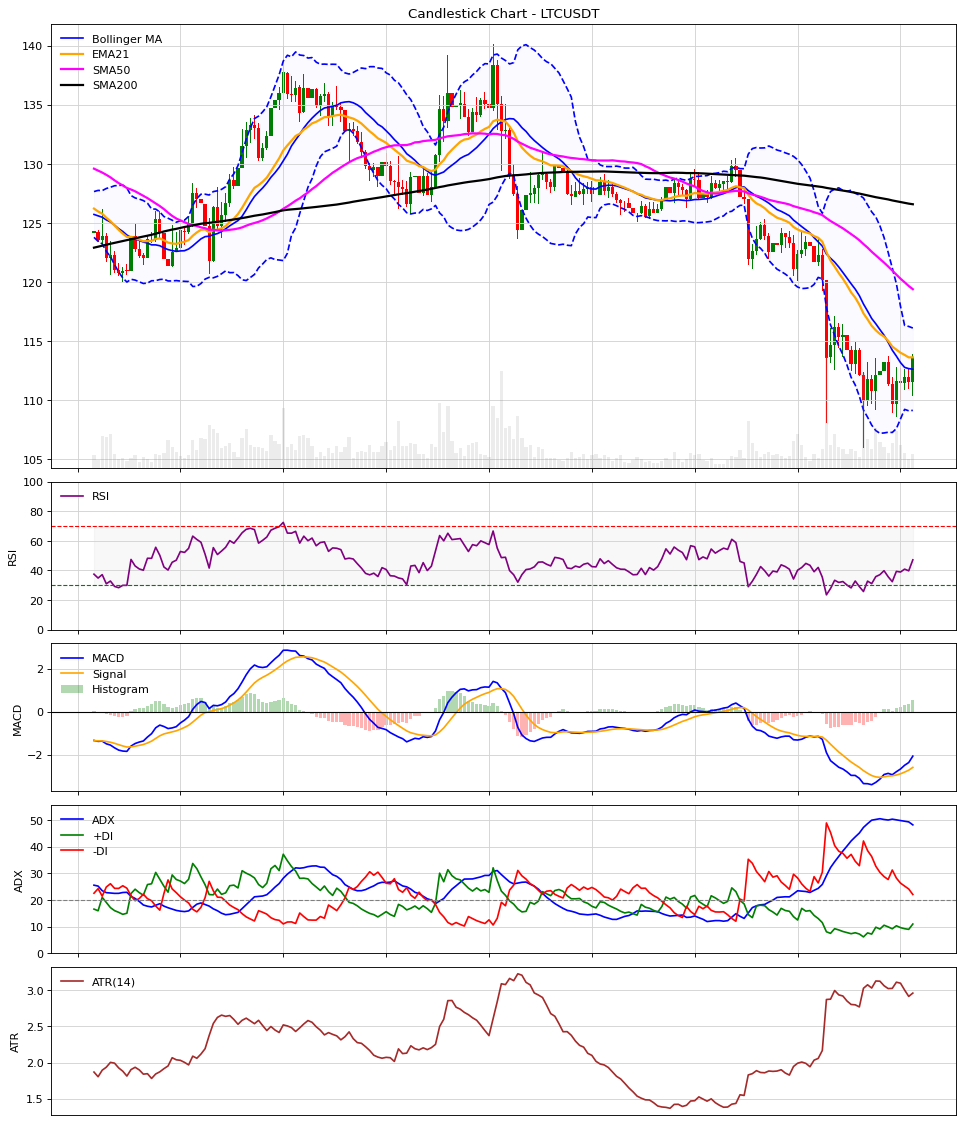 Candlestick Chart - LTCUSDT
Bollinger MA
EMA21
SMA50
SMA200
140
135
130
125
120
115
110
105
RSI
100
80
60
40
20
0
RSI
MACD
Signal
Histogram
2
0
−2
MACD
ADX
+DI
-DI
50
40
30
20
10
0
ADX
ATR(14)
3.0
2.5
2.0
1.5
ATR